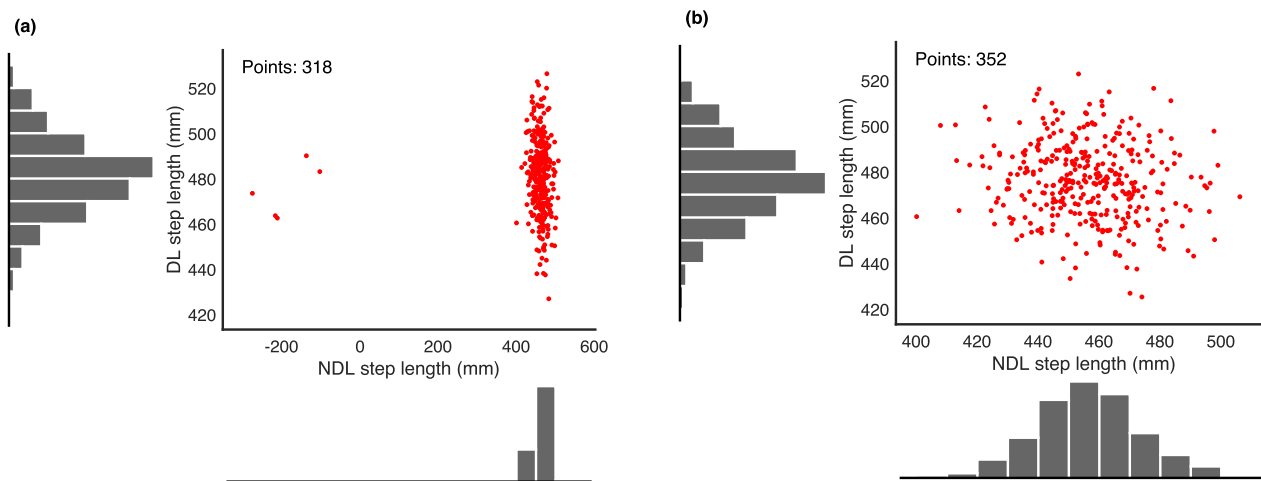 (a)
Points: 318
DL step length (mm)
520
500
480
460
440
420
-200 0 200 400 600
NDL step length (mm)
(b)
Points: 352
DL step length (mm)
520
500
480
460
440
420
400 420 440 460 480 500
NDL step length (mm)